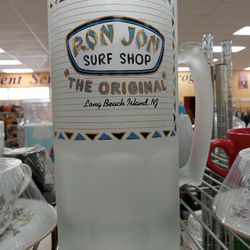 RON JON
SURF SHOP
"THE ORIGINAL"
Long Beach Island, NJ